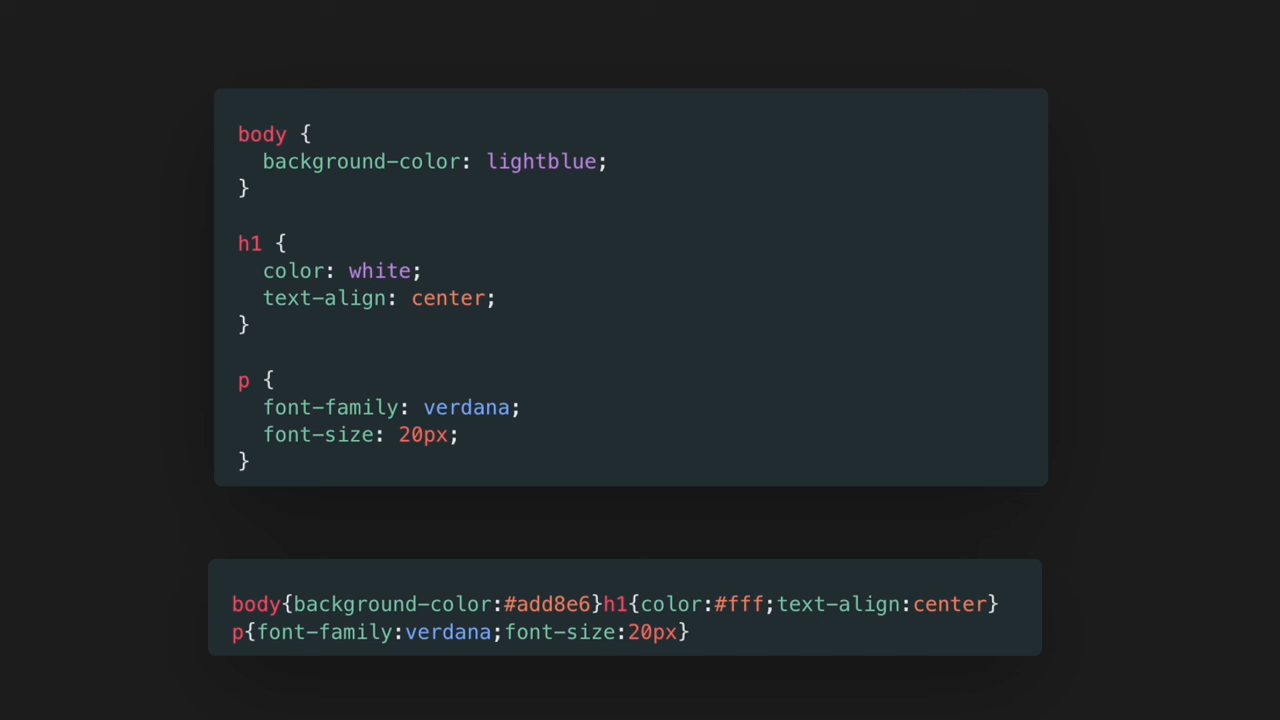 body {
  background-color: lightblue;
}
h1 {
  color: white;
  text-align: center;
}
p {
  font-family: verdana;
  font-size: 20px;
}
body{background-color:#add8e6}h1{color:#fff;text-align:center}
p{font-family:verdana;font-size:20px}